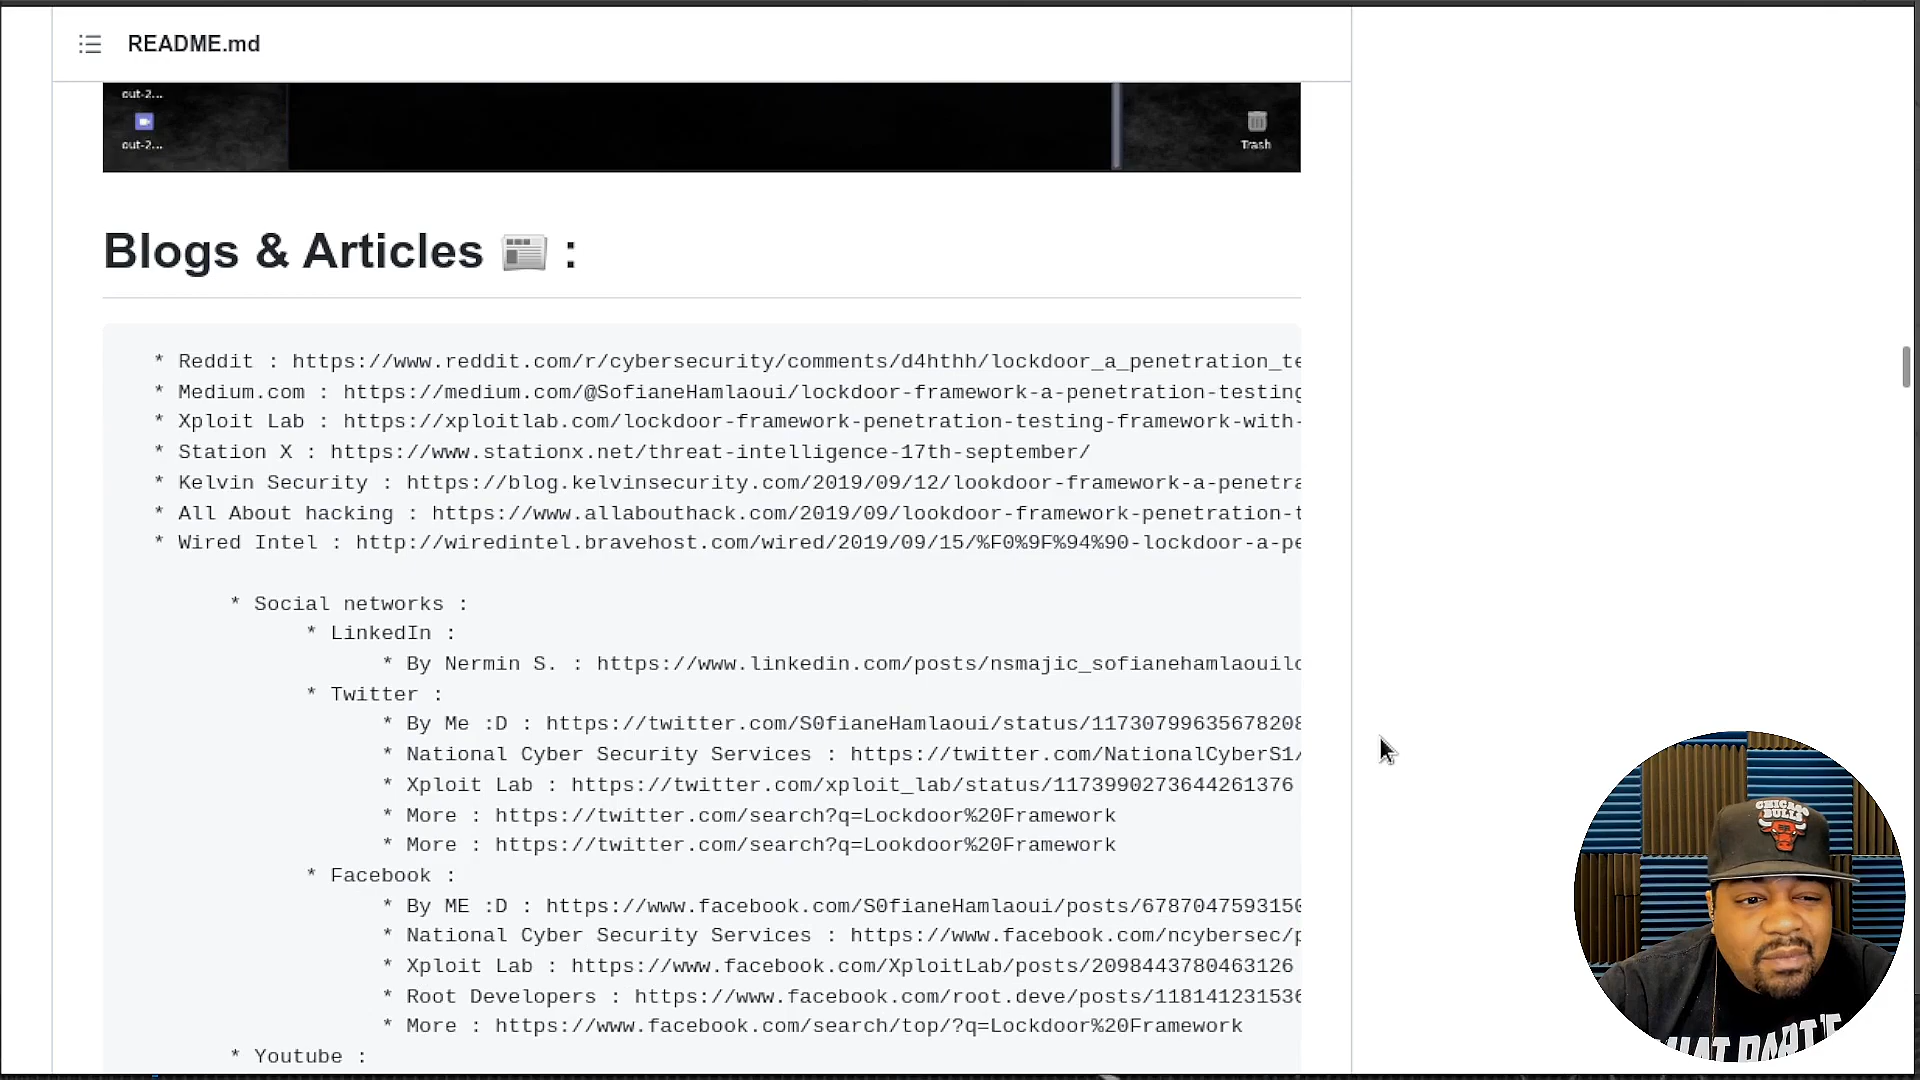 README.md
out-2...
out-2...
Trash
Blogs & Articles 📰 :
* Reddit : https://www.reddit.com/r/cybersecurity/comments/d4hthh/lockdoor_a_penetration_te
* Medium.com : https://medium.com/@SofianeHamlaoui/lockdoor-framework-a-penetration-testing
* Xploit Lab : https://xploitlab.com/lockdoor-framework-penetration-testing-framework-with-
* Station X : https://www.stationx.net/threat-intelligence-17th-september/
* Kelvin Security : https://blog.kelvinsecurity.com/2019/09/12/lookdoor-framework-a-penetra
* All About hacking : https://www.allabouthack.com/2019/09/lookdoor-framework-penetration-t
* Wired Intel : http://wiredintel.bravehost.com/wired/2019/09/15/%F0%9F%94%90-lockdoor-a-pe
* Social networks :
* LinkedIn :
* By Nermin S. : https://www.linkedin.com/posts/nsmajic_sofianehamlaouilo
* Twitter :
* By Me :D : https://twitter.com/S0fianeHamlaoui/status/11730799635678208
* National Cyber Security Services : https://twitter.com/NationalCyberS1/
* Xploit Lab : https://twitter.com/xploit_lab/status/1173990273644261376
* More : https://twitter.com/search?q=Lockdoor%20Framework
* More : https://twitter.com/search?q=Lookdoor%20Framework
* Facebook :
* By ME :D : https://www.facebook.com/S0fianeHamlaoui/posts/6787047593150
* National Cyber Security Services : https://www.facebook.com/ncybersec/p
* Xploit Lab : https://www.facebook.com/XploitLab/posts/2098443780463126
* Root Developers : https://www.facebook.com/root.deve/posts/118141231536
* More : https://www.facebook.com/search/top/?q=Lockdoor%20Framework
* Youtube :
CHICAGO
BULLS